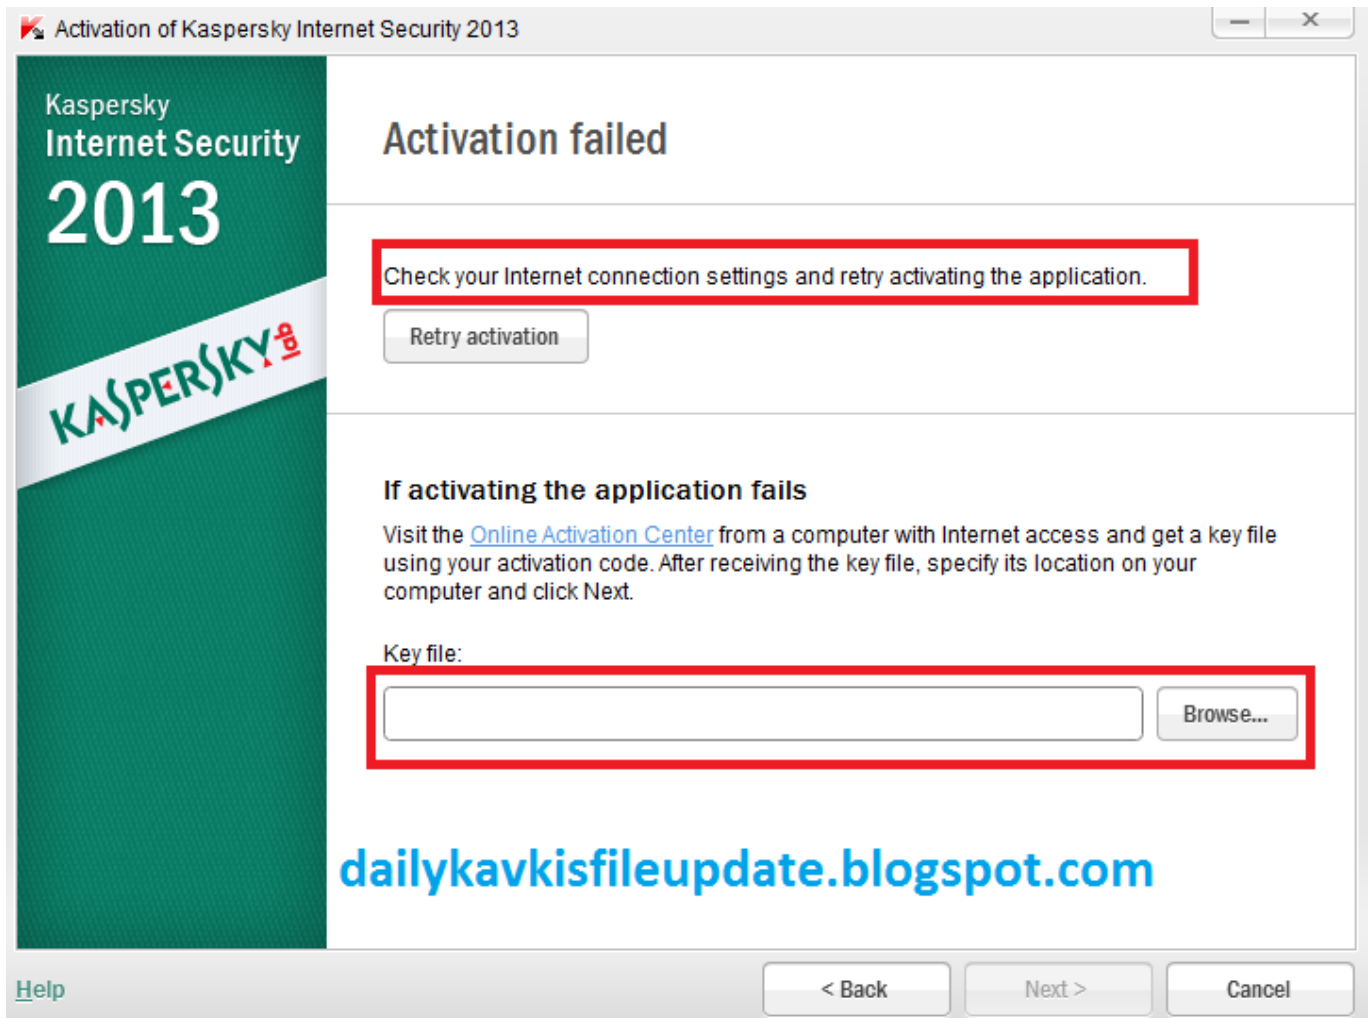 Activation of Kaspersky Internet Security 2013
Kaspersky
Internet Security
2013
KASPERSKY lab
Activation failed
Check your Internet connection settings and retry activating the application.
Retry activation
If activating the application fails
Visit the Online Activation Center from a computer with Internet access and get a key file
using your activation code. After receiving the key file, specify its location on your
computer and click Next.
Key file:
Browse...
dailykavkisfileupdate.blogspot.com
Help
< Back
Next >
Cancel